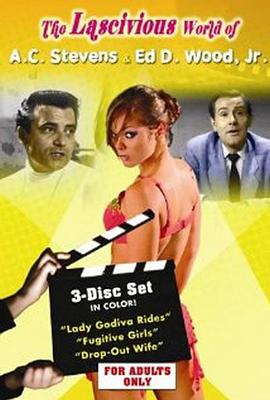 The Lascivious World of
A.C. Stevens & Ed D. Wood, Jr.
3-Disc Set
IN COLOR!
"Lady Godiva Rides"
"Fugitive Girls"
"Drop-Out Wife"
FOR ADULTS
ONLY